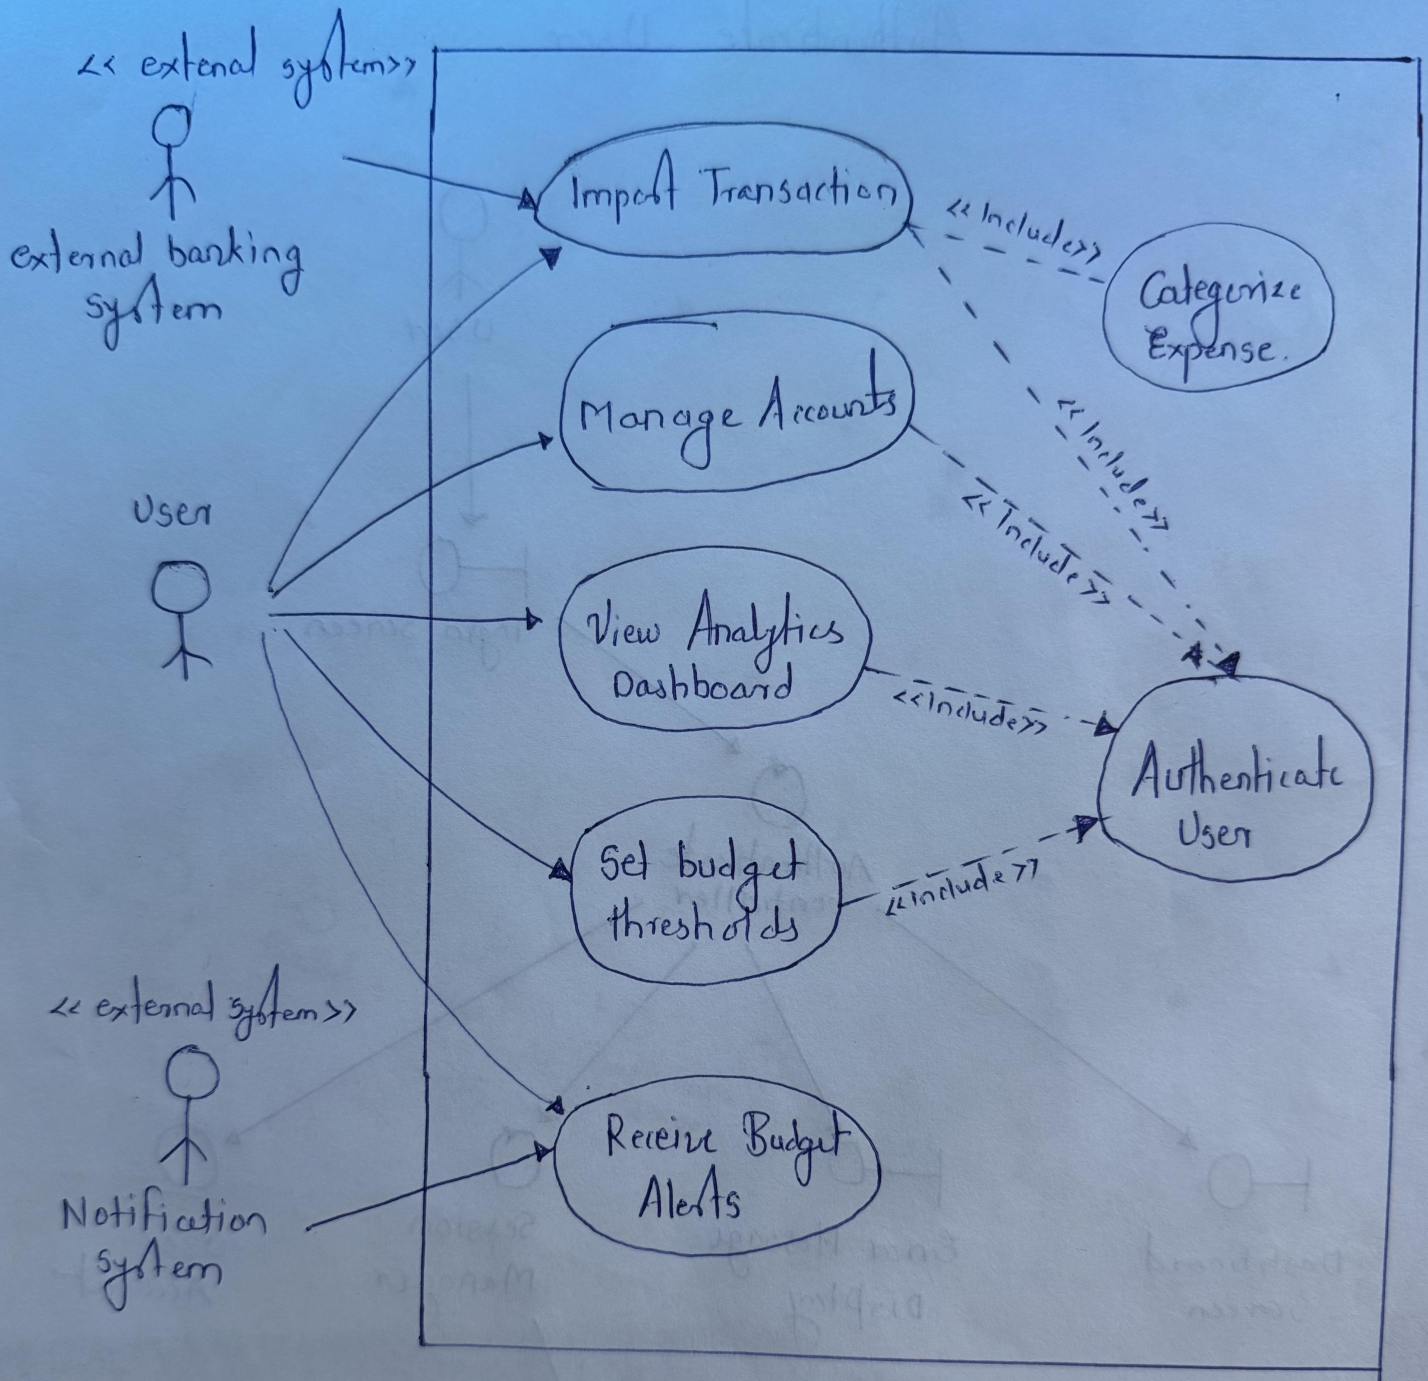 << extenal system>>
external banking
system
Import Transaction
<< Include>>
Categorize
Expense.
Manage Accounts
<< Include>>
<< Include >>
User
View Analytics
Dashboard
<<Include>>
Authenticate
User
Set budget
thresholds
<<include>>
<< external system>>
Notification
system
Receive Budget
Alerts